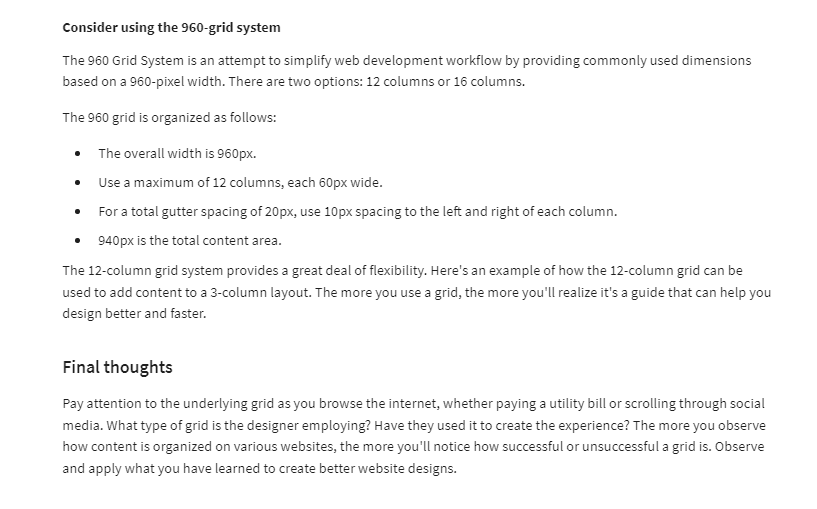 Consider using the 960-grid system
The 960 Grid System is an attempt to simplify web development workflow by providing commonly used dimensions
based on a 960-pixel width. There are two options: 12 columns or 16 columns.
The 960 grid is organized as follows:
• The overall width is 960px.
• Use a maximum of 12 columns, each 60px wide.
• For a total gutter spacing of 20px, use 10px spacing to the left and right of each column.
• 940px is the total content area.
The 12-column grid system provides a great deal of flexibility. Here's an example of how the 12-column grid can be
used to add content to a 3-column layout. The more you use a grid, the more you'll realize it's a guide that can help you
design better and faster.
Final thoughts
Pay attention to the underlying grid as you browse the internet, whether paying a utility bill or scrolling through social
media. What type of grid is the designer employing? Have they used it to create the experience? The more you observe
how content is organized on various websites, the more you'll notice how successful or unsuccessful a grid is. Observe
and apply what you have learned to create better website designs.